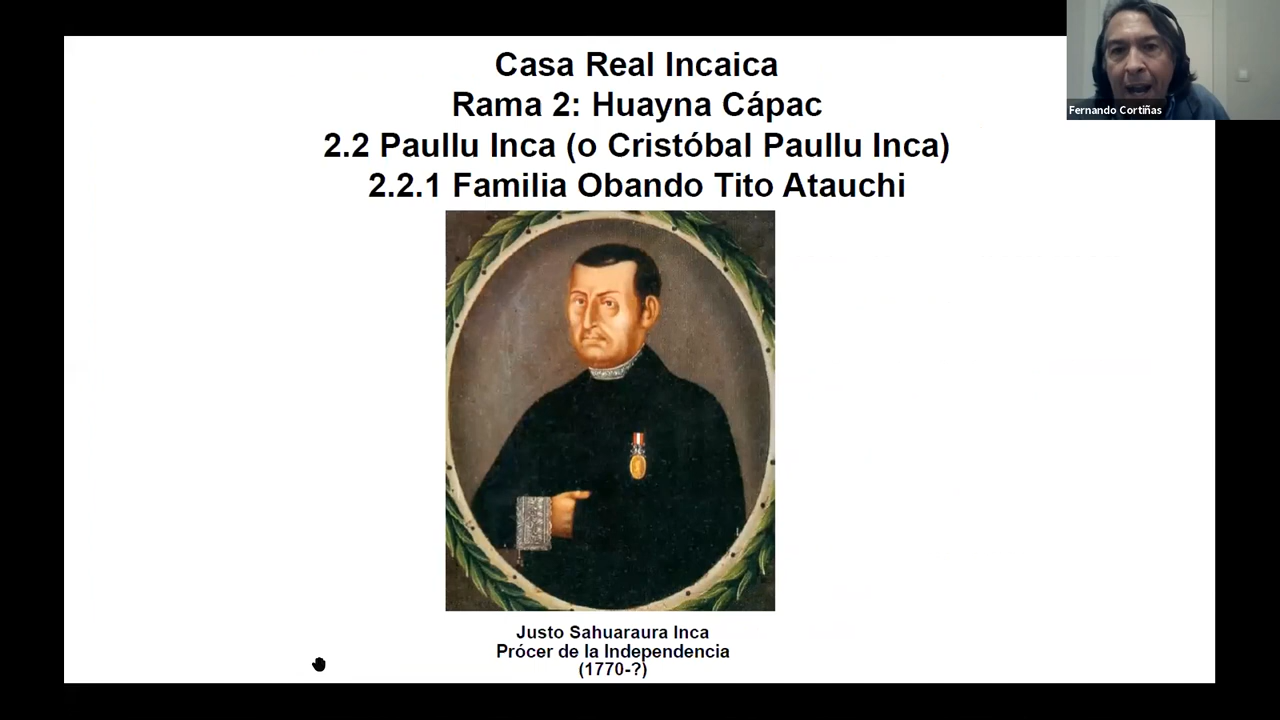 Casa Real Incaica
Rama 2: Huayna Cápac
2.2 Paullu Inca (o Cristóbal Paullu Inca)
2.2.1 Familia Obando Tito Atauchi
Fernando Cortiñas
Justo Sahuaraura Inca
Prócer de la Independencia
(1770-?)